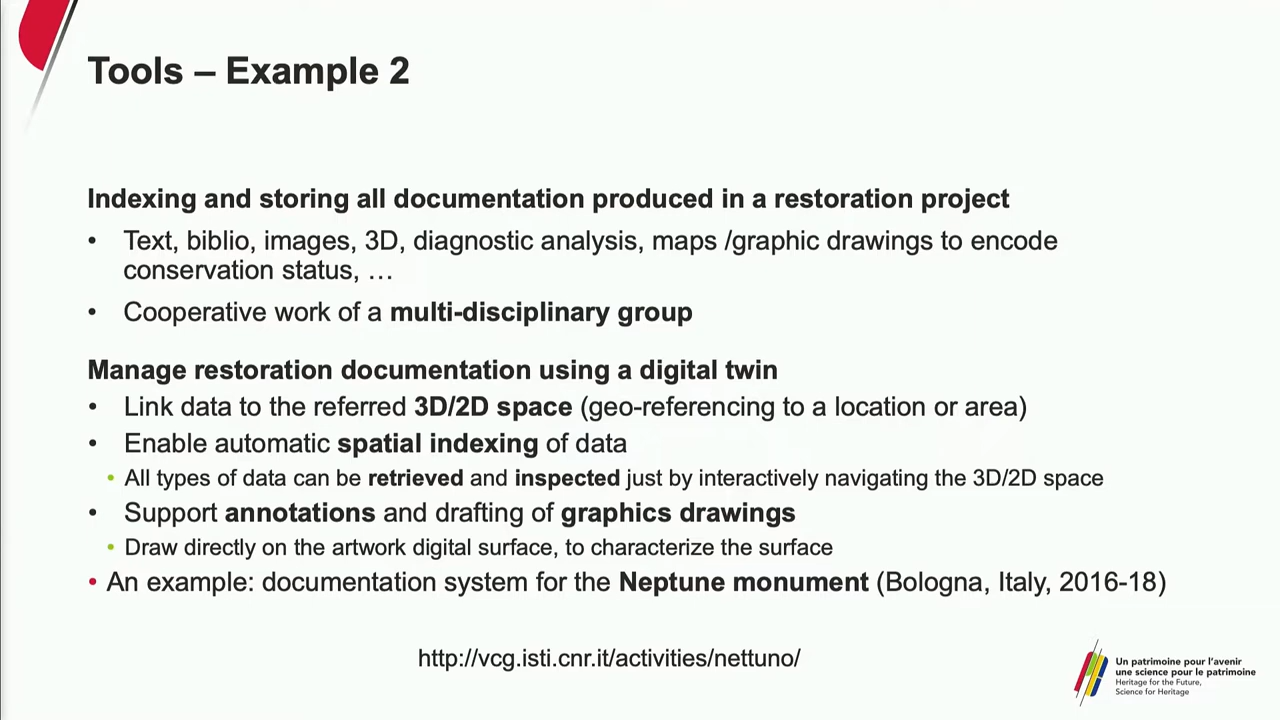 Tools – Example 2
Indexing and storing all documentation produced in a restoration project
• Text, biblio, images, 3D, diagnostic analysis, maps /graphic drawings to encode
conservation status, …
• Cooperative work of a multi-disciplinary group
Manage restoration documentation using a digital twin
• Link data to the referred 3D/2D space (geo-referencing to a location or area)
• Enable automatic spatial indexing of data
• All types of data can be retrieved and inspected just by interactively navigating the 3D/2D space
• Support annotations and drafting of graphics drawings
• Draw directly on the artwork digital surface, to characterize the surface
• An example: documentation system for the Neptune monument (Bologna, Italy, 2016-18)
http://vcg.isti.cnr.it/activities/nettuno/
Un patrimoine pour l'avenir
une science pour le patrimoine
Heritage for the Future,
Science for Heritage